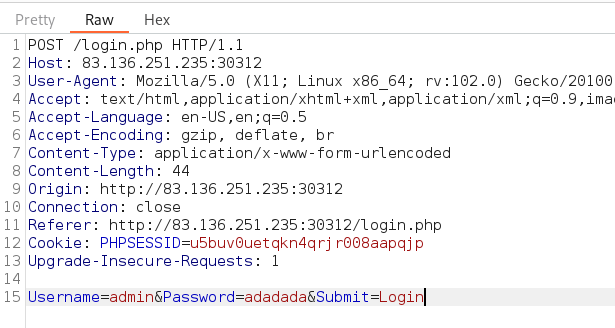 Pretty Raw Hex
1 POST /login.php HTTP/1.1
2 Host: 83.136.251.235:30312
3 User-Agent: Mozilla/5.0 (X11; Linux x86_64; rv:102.0) Gecko/20100
4 Accept: text/html,application/xhtml+xml,application/xml;q=0.9,imag
5 Accept-Language: en-US,en;q=0.5
6 Accept-Encoding: gzip, deflate, br
7 Content-Type: application/x-www-form-urlencoded
8 Content-Length: 44
9 Origin: http://83.136.251.235:30312
10 Connection: close
11 Referer: http://83.136.251.235:30312/login.php
12 Cookie: PHPSESSID=u5buv0uetqkn4qrjr008aapqjp
13 Upgrade-Insecure-Requests: 1
14
15 Username=admin&Password=adadada&Submit=Login